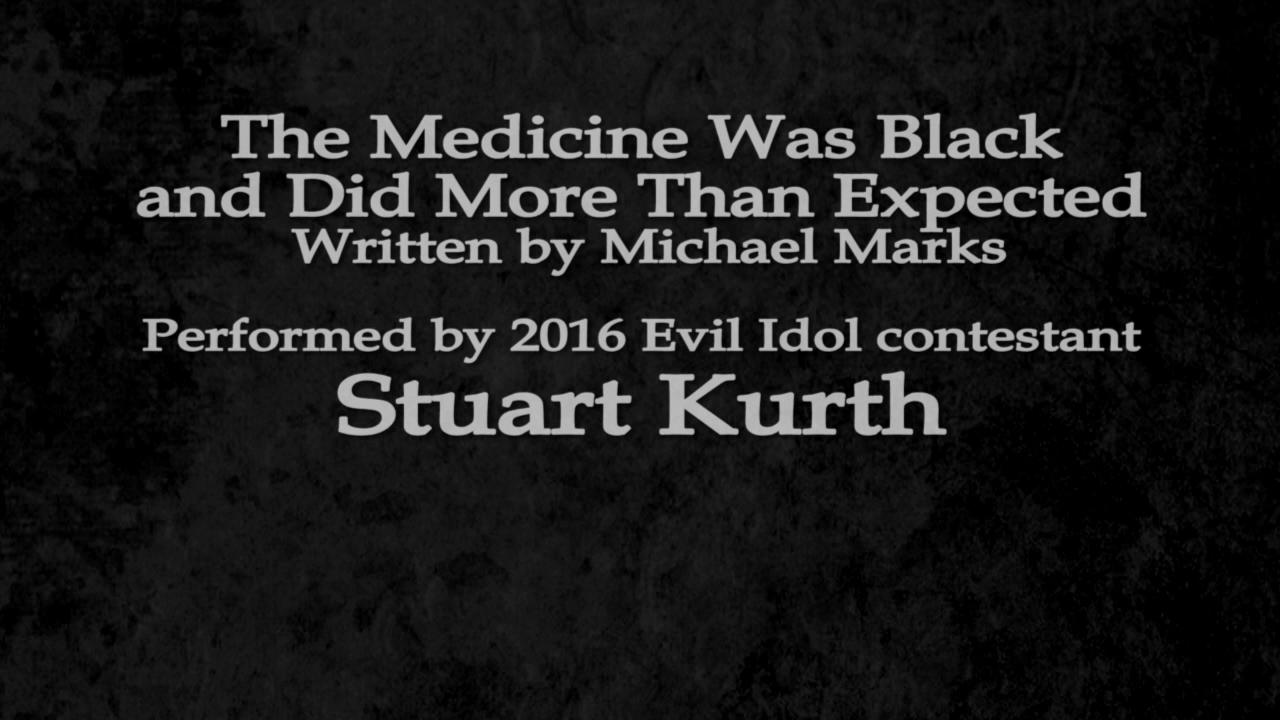 The Medicine Was Black
and Did More Than Expected
Written by Michael Marks
Performed by 2016 Evil Idol contestant
Stuart Kurth